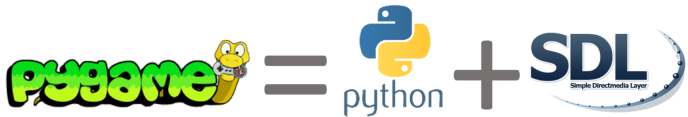 pygame = python + SDL
Simple Directmedia Layer